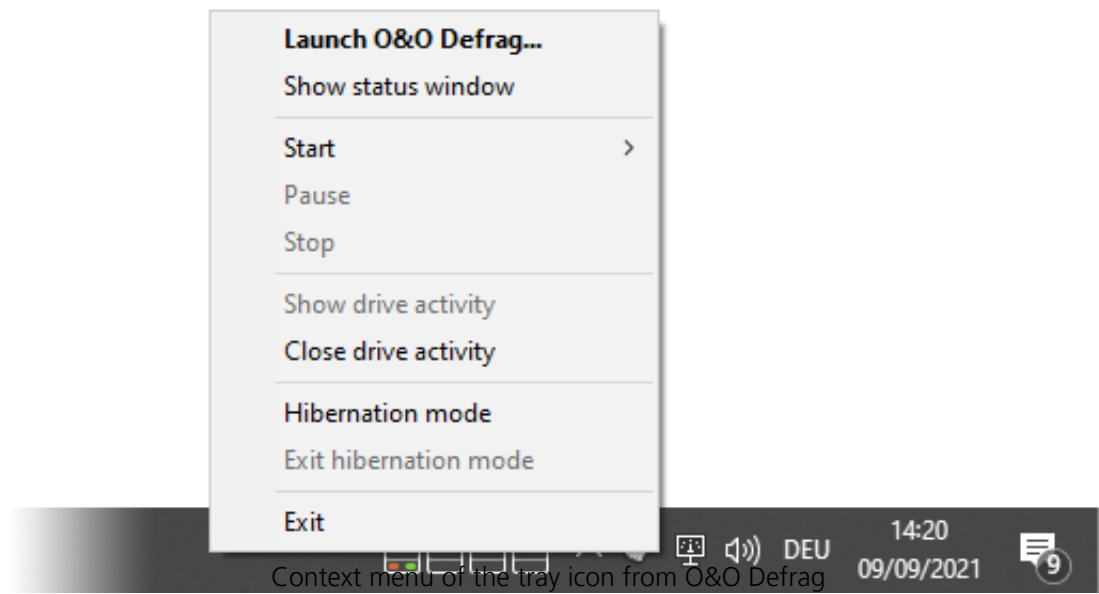 Launch O&O Defrag...
Show status window
Start
Pause
Stop
Show drive activity
Close drive activity
Hibernation mode
Exit hibernation mode
Exit
DEU
14:20
09/09/2021
9
Context menu of the tray icon from O&O Defrag